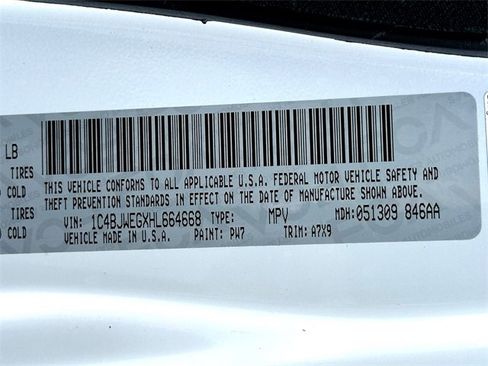 LB
TIRES
COLD
TIRES
COLD
THIS VEHICLE CONFORMS TO ALL APPLICABLE U.S.A. FEDERAL MOTOR VEHICLE SAFETY AND
THEFT PREVENTION STANDARDS IN EFFECT ON THE DATE OF MANUFACTURE SHOWN ABOVE.
VIN: 1C4BJWEGXHL664668 TYPE: MPV MDH:051309 846AA
VEHICLE MADE IN U.S.A. PAINT: PW7 TRIM: A7X9